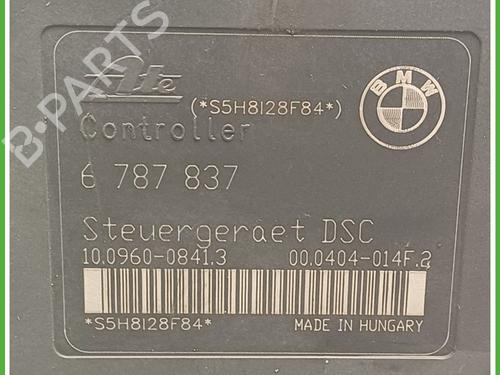 B-PARTS
Ate
(*S5H8I28F84*)
BMW
Controller
6 787 837
Steuergeraet DSC
10.0960-0841.3 00.0404-014F.2
*S5H8I28F84*
MADE IN HUNGARY